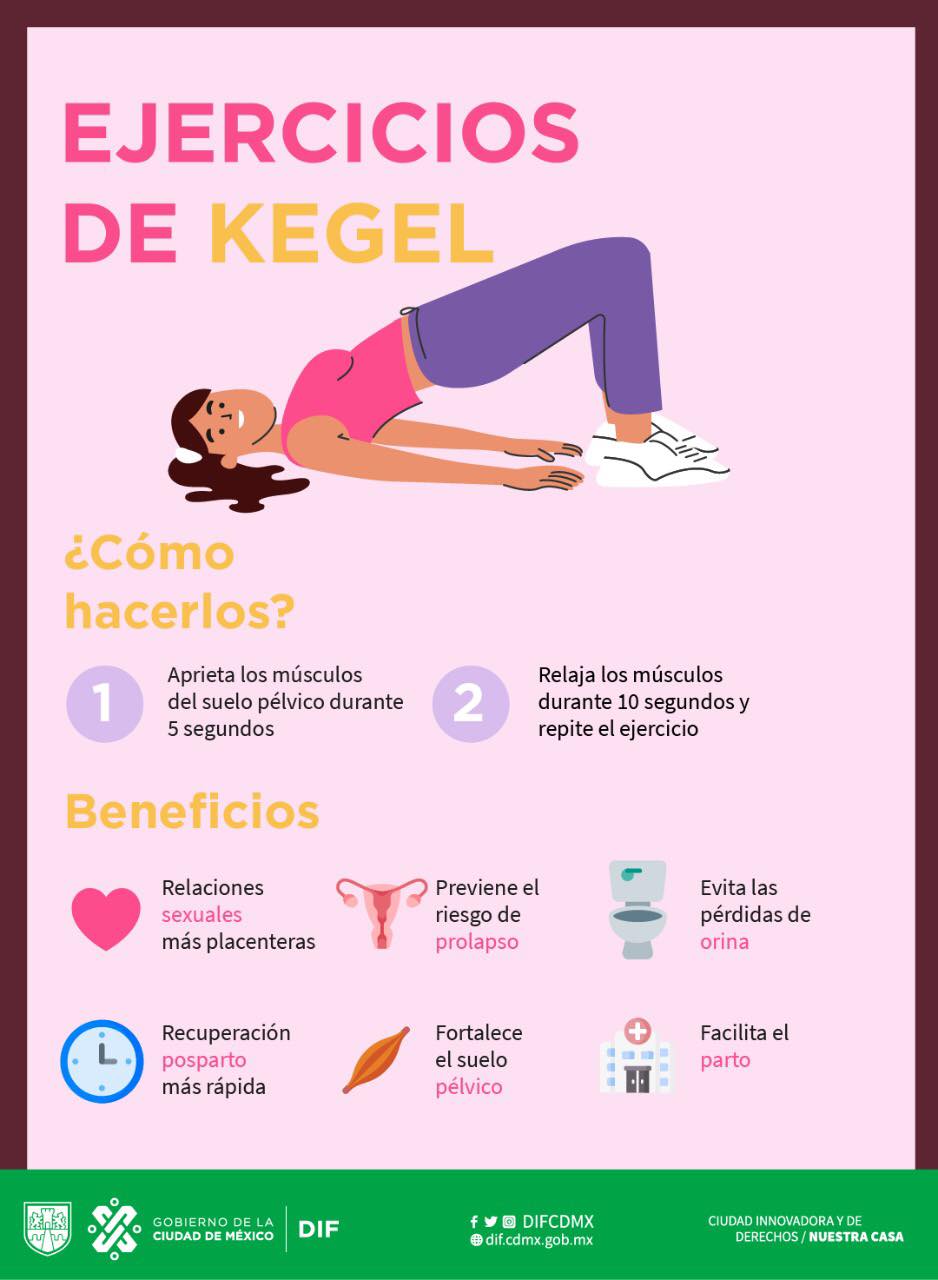 EJERCICIOS
DE KEGEL
¿Cómo
hacerlos?
1
Aprieta los músculos
del suelo pélvico durante
5 segundos
2
Relaja los músculos
durante 10 segundos y
repite el ejercicio
Beneficios
Relaciones
sexuales
más placenteras
Previene el
riesgo de
prolapso
Evita las
pérdidas de
orina
Recuperación
posparto
más rápida
Fortalece
el suelo
pélvico
Facilita el
parto
GOBIERNO DE LA
CIUDAD DE MÉXICO
DIF
DIFCDMX
dif.cdmx.gob.mx
CIUDAD INNOVADORA Y DE
DERECHOS / NUESTRA CASA